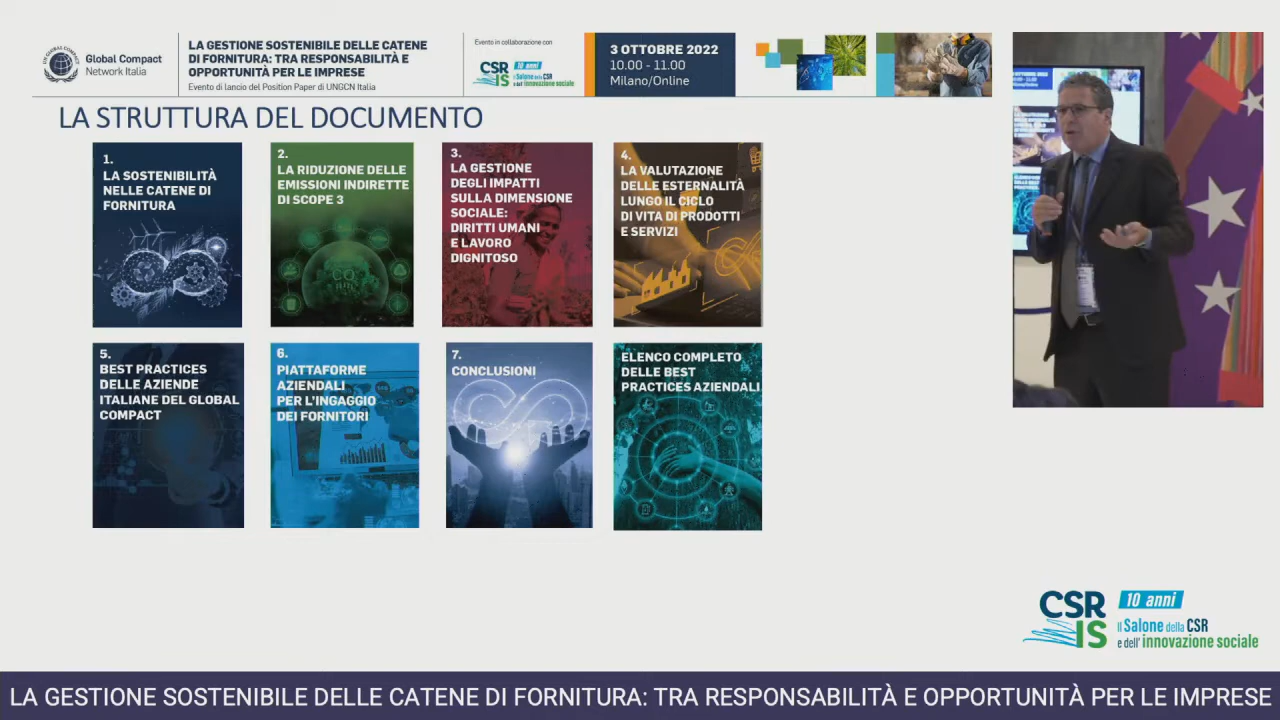 Global Compact
Network Italia
LA GESTIONE SOSTENIBILE DELLE CATENE
DI FORNITURA: TRA RESPONSABILITÀ E
OPPORTUNITÀ PER LE IMPRESE
Evento di lancio del Position Paper di UNGCN Italia
Evento in collaborazione con
CSR
IS
10 anni
Il Salone della CSR
e dell'innovazione sociale
3 OTTOBRE 2022
10.00 - 11.00
Milano/Online
LA STRUTTURA DEL DOCUMENTO
1.
LA SOSTENIBILITÀ
NELLE CATENE DI
FORNITURA
2.
LA RIDUZIONE DELLE
EMISSIONI INDIRETTE
DI SCOPE 3
3.
LA GESTIONE
DEGLI IMPATTI
SULLA DIMENSIONE
SOCIALE:
DIRITTI UMANI
E LAVORO
DIGNITOSO
4.
LA VALUTAZIONE
DELLE ESTERNALITÀ
LUNGO IL CICLO
DI VITA DI PRODOTTI
E SERVIZI
5.
BEST PRACTICES
DELLE AZIENDE
ITALIANE DEL GLOBAL
COMPACT
6.
PIATTAFORME
AZIENDALI
PER L'INGAGGIO
DEI FORNITORI
7.
CONCLUSIONI
ELENCO COMPLETO
DELLE BEST
PRACTICES AZIENDALI
CSR
IS
10 anni
Il Salone della CSR
e dell'innovazione sociale
LA GESTIONE SOSTENIBILE DELLE CATENE DI FORNITURA: TRA RESPONSABILITÀ E OPPORTUNITÀ PER LE IMPRESE